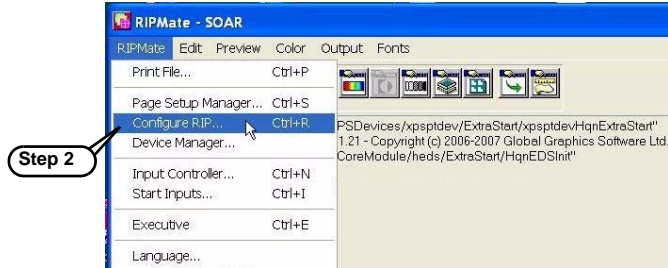 RIPMate - SOAR
RIPMate Edit Preview Color Output Fonts
Print File... Ctrl+P
Page Setup Manager... Ctrl+S
Configure RIP... Ctrl+R
Device Manager...
Input Controller... Ctrl+N
Start Inputs... Ctrl+I
Executive Ctrl+E
Language...
PSDevices/xpsptdev/ExtraStart/xpsptdevHqnExtraStart"
1.21 - Copyright (c) 2006-2007 Global Graphics Software Ltd.
CoreModule/heds/ExtraStart/HqnEDSInit"
Step 2